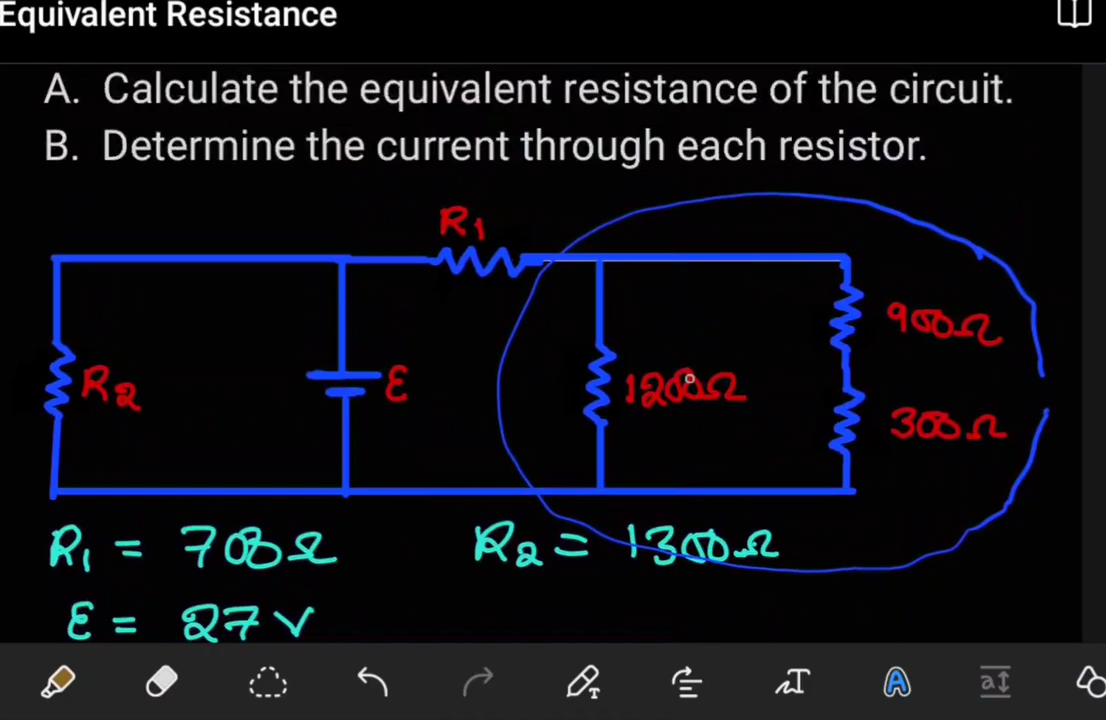 Equivalent Resistance
A. Calculate the equivalent resistance of the circuit.
B. Determine the current through each resistor.
R₁
900Ω
R₂
ε
1200Ω
300Ω
R₁ = 700Ω
R₂ = 1300Ω
ε = 27 V